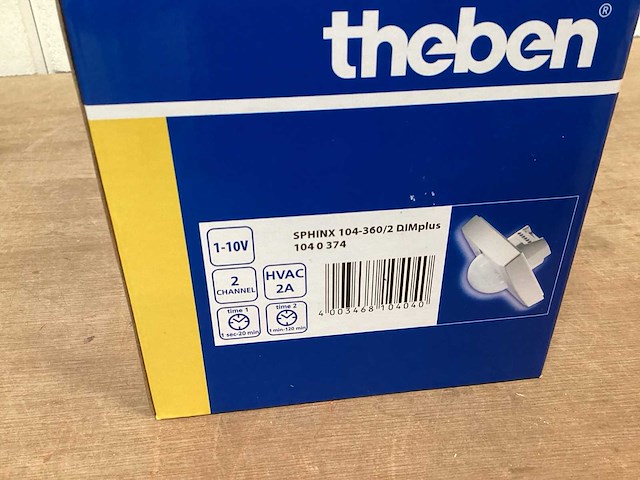 theben®
SPHINX 104-360/2 DIMplus
104 0 374
1-10V
2
CHANNEL
HVAC
2A
time 1
1 sec-20 min
time 2
1 min-120 min
4 003468 104040